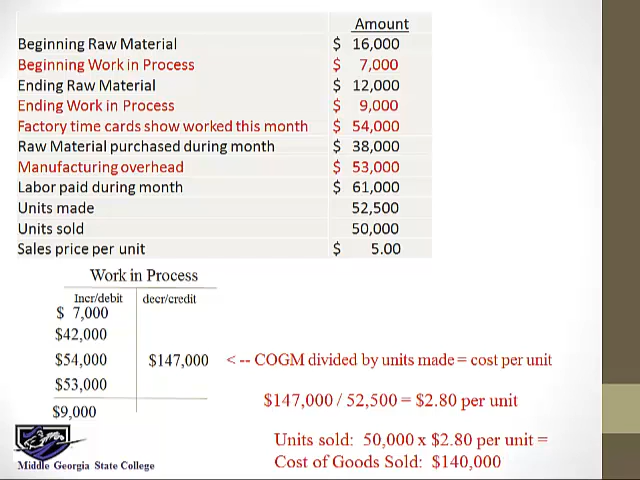 Amount
Beginning Raw Material $ 16,000
Beginning Work in Process $ 7,000
Ending Raw Material $ 12,000
Ending Work in Process $ 9,000
Factory time cards show worked this month $ 54,000
Raw Material purchased during month $ 38,000
Manufacturing overhead $ 53,000
Labor paid during month $ 61,000
Units made 52,500
Units sold 50,000
Sales price per unit $ 5.00
Work in Process
Incr/debit decr/credit
$ 7,000
$42,000
$54,000 $147,000 < -- COGM divided by units made = cost per unit
$53,000
$147,000 / 52,500 = $2.80 per unit
$9,000
Units sold: 50,000 x $2.80 per unit =
Cost of Goods Sold: $140,000
Middle Georgia State College